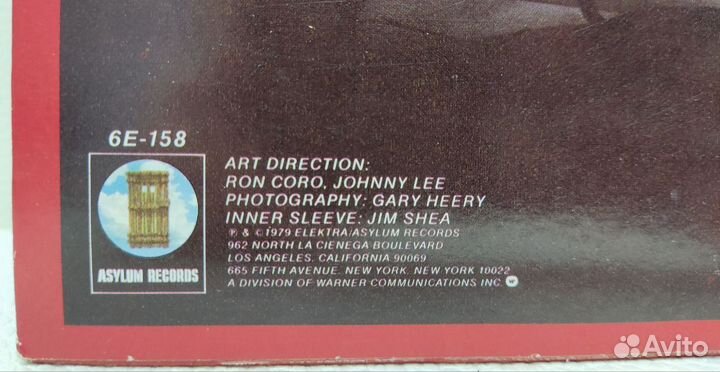 6E-158
ASYLUM RECORDS
ART DIRECTION:
RON CORO, JOHNNY LEE
PHOTOGRAPHY: GARY HEERY
INNER SLEEVE: JIM SHEA
℗ & © 1979 ELEKTRA/ASYLUM RECORDS
962 NORTH LA CIENEGA BOULEVARD
LOS ANGELES, CALIFORNIA 90069
665 FIFTH AVENUE, NEW YORK, NEW YORK 10022
A DIVISION OF WARNER COMMUNICATIONS INC.
Avito